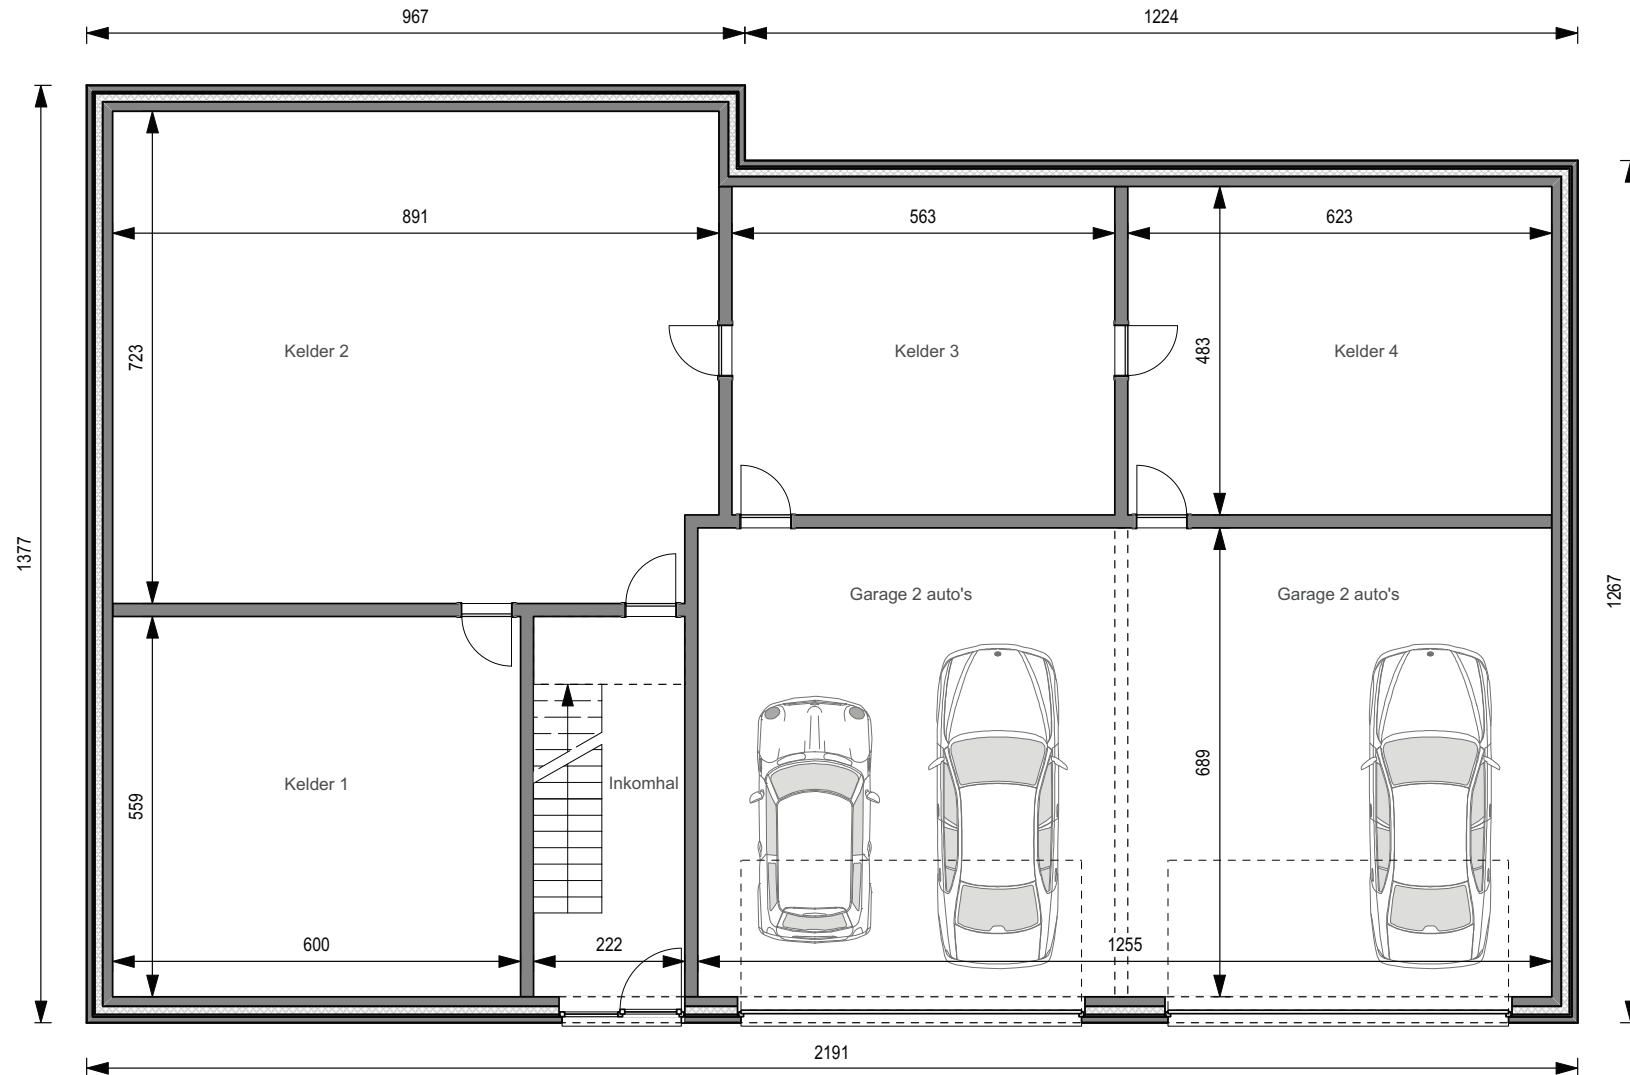 967
1224
891
563
623
723
Kelder 2
Kelder 3
483
Kelder 4
1377
Garage 2 auto's
Garage 2 auto's
1267
559
Kelder 1
Inkomhal
689
600
222
1255
2191